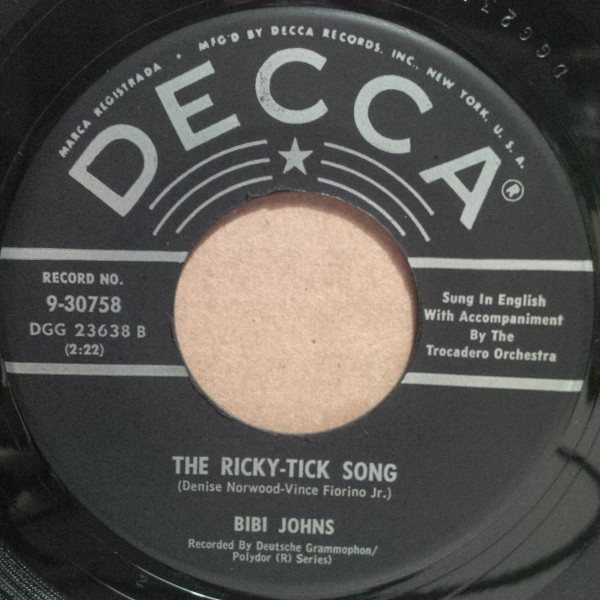 MARCA REGISTRADA • MFG'D BY DECCA RECORDS, INC., NEW YORK, U. S. A.
DECCA®
RECORD NO.
9-30758
DGG 23638 B
(2:22)
Sung In English
With Accompaniment
By The
Trocadero Orchestra
THE RICKY-TICK SONG
(Denise Norwood-Vince Fiorino Jr.)
BIBI JOHNS
Recorded By Deutsche Grammophon/
Polydor (R) Series)